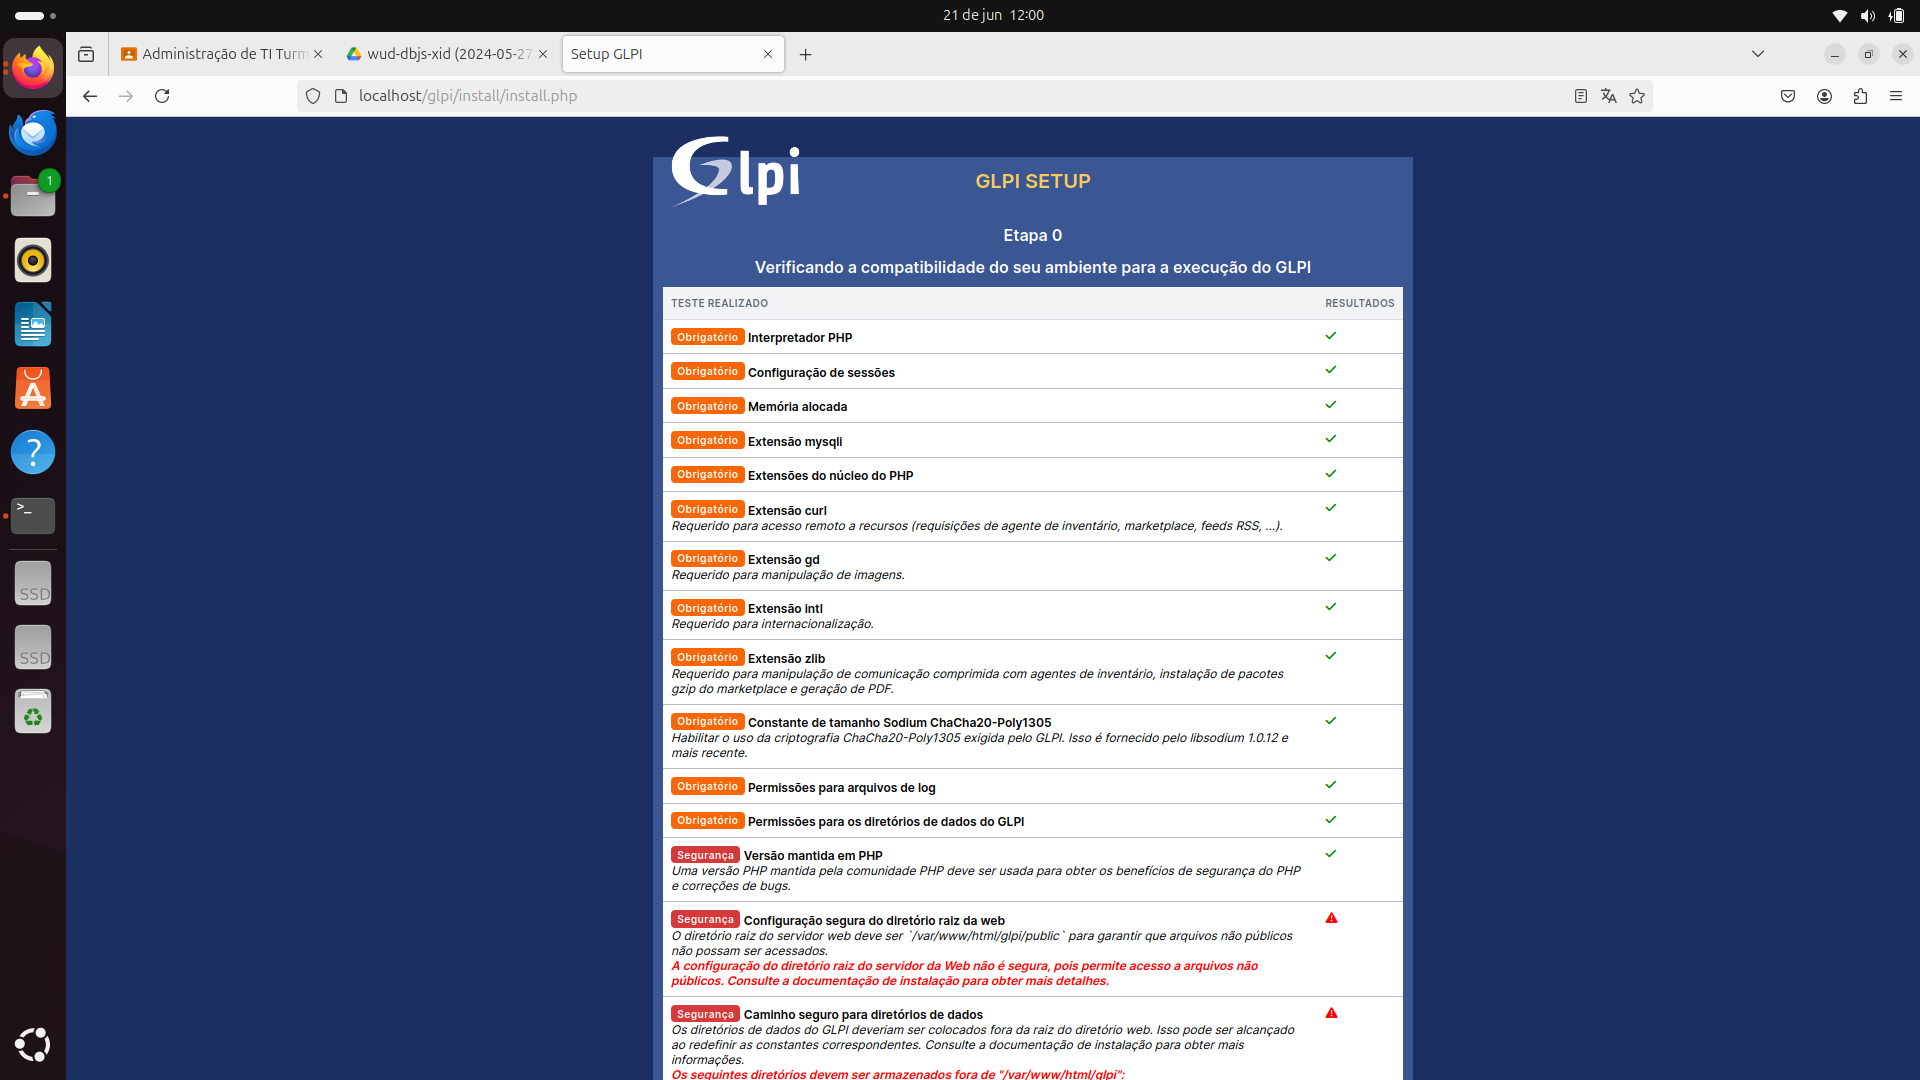 21 de jun 12:00
Administração de TI Turm
wud-dbjs-xid (2024-05-27
Setup GLPI
localhost/glpi/install/install.php
1
Glpi
GLPI SETUP
Etapa 0
Verificando a compatibilidade do seu ambiente para a execução do GLPI
TESTE REALIZADO RESULTADOS
Obrigatório Interpretador PHP
Obrigatório Configuração de sessões
Obrigatório Memória alocada
Obrigatório Extensão mysqli
Obrigatório Extensões do núcleo do PHP
Obrigatório Extensão curl
Requerido para acesso remoto a recursos (requisições de agente de inventário, marketplace, feeds RSS, ...).
Obrigatório Extensão gd
Requerido para manipulação de imagens.
Obrigatório Extensão intl
Requerido para internacionalização.
Obrigatório Extensão zlib
Requerido para manipulação de comunicação comprimida com agentes de inventário, instalação de pacotes
gzip do marketplace e geração de PDF.
Obrigatório Constante de tamanho Sodium ChaCha20-Poly1305
Habilitar o uso da criptografia ChaCha20-Poly1305 exigida pelo GLPI. Isso é fornecido pelo libsodium 1.0.12 e
mais recente.
Obrigatório Permissões para arquivos de log
Obrigatório Permissões para os diretórios de dados do GLPI
Segurança Versão mantida em PHP
Uma versão PHP mantida pela comunidade PHP deve ser usada para obter os benefícios de segurança do PHP
e correções de bugs.
Segurança Configuração segura do diretório raiz da web
O diretório raiz do servidor web deve ser `/var/www/html/glpi/public` para garantir que arquivos não públicos
não possam ser acessados.
A configuração do diretório raiz do servidor da Web não é segura, pois permite acesso a arquivos não
públicos. Consulte a documentação de instalação para obter mais detalhes.
Segurança Caminho seguro para diretórios de dados
Os diretórios de dados do GLPI deveriam ser colocados fora da raiz do diretório web. Isso pode ser alcançado
ao redefinir as constantes correspondentes. Consulte a documentação de instalação para obter mais
informações.
Os seguintes diretórios devem ser armazenados fora de "/var/www/html/glpi":
>_
SSD
SSD